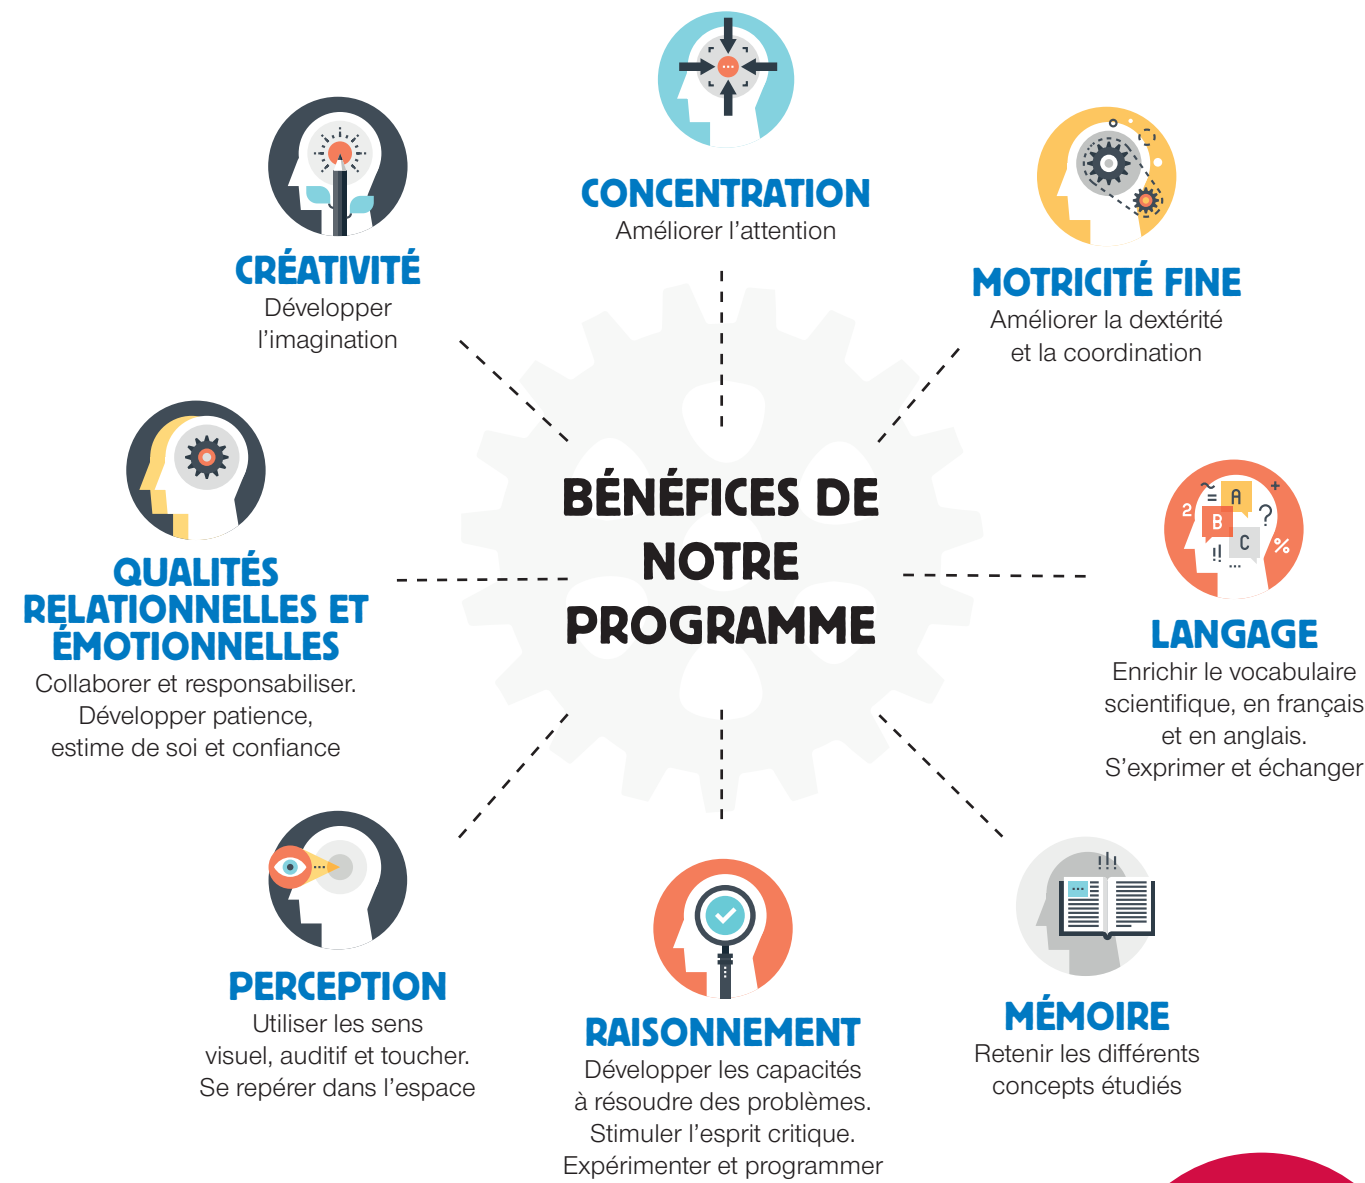 CONCENTRATION
Améliorer l'attention
CRÉATIVITÉ
Développer
l'imagination
MOTRICITÉ FINE
Améliorer la dextérité
et la coordination
BÉNÉFICES DE
NOTRE
PROGRAMME
QUALITÉS
RELATIONNELLES ET
ÉMOTIONNELLES
Collaborer et responsabiliser.
Développer patience,
estime de soi et confiance
2 ≅ A + B ? C !! ... %
LANGAGE
Enrichir le vocabulaire
scientifique, en français
et en anglais.
S'exprimer et échanger
PERCEPTION
Utiliser les sens
visuel, auditif et toucher.
Se repérer dans l'espace
RAISONNEMENT
Développer les capacités
à résoudre des problèmes.
Stimuler l'esprit critique.
Expérimenter et programmer
!!!
MÉMOIRE
Retenir les différents
concepts étudiés